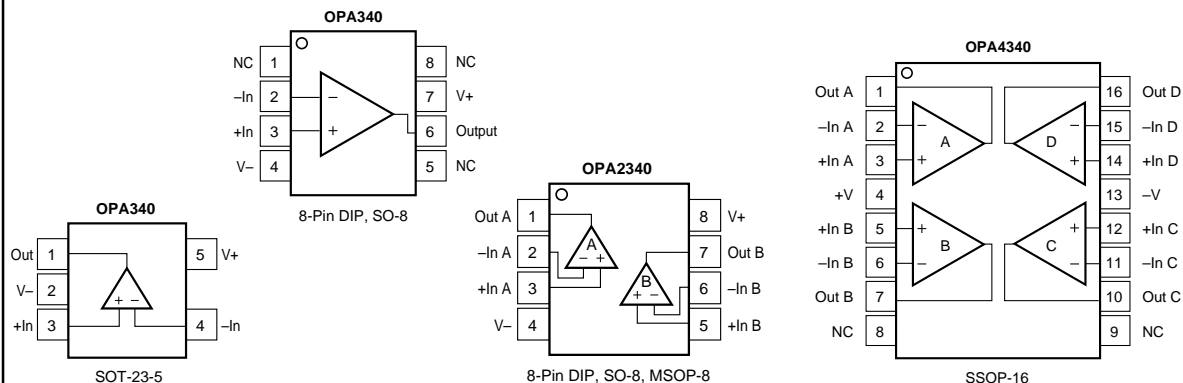 OPA340
NC 1 8 NC
–In 2 – 7 V+
+In 3 + 6 Output
V– 4 5 NC
8-Pin DIP, SO-8
OPA340
Out 1 5 V+
V– 2
+In 3 + – 4 –In
SOT-23-5
OPA2340
Out A 1 8 V+
–In A 2 A – + 7 Out B
+In A 3 B + – 6 –In B
V– 4 5 +In B
8-Pin DIP, SO-8, MSOP-8
OPA4340
Out A 1 16 Out D
–In A 2 – – 15 –In D
A D
+In A 3 + + 14 +In D
+V 4 13 –V
+In B 5 + + 12 +In C
B C
–In B 6 – – 11 –In C
Out B 7 10 Out C
NC 8 9 NC
SSOP-16